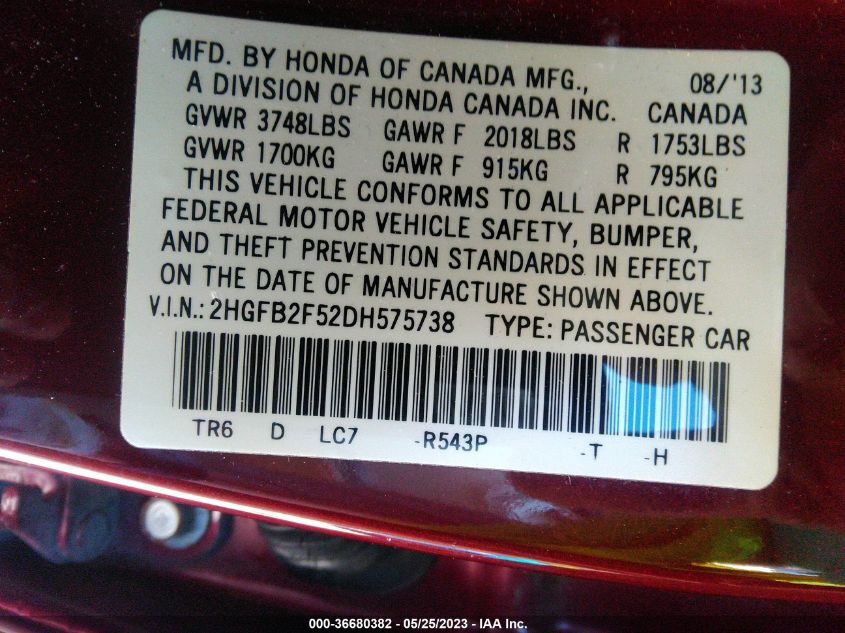 MFD. BY HONDA OF CANADA MFG., 08/'13
A DIVISION OF HONDA CANADA INC. CANADA
GVWR 3748LBS GAWR F 2018LBS R 1753LBS
GVWR 1700KG GAWR F 915KG R 795KG
THIS VEHICLE CONFORMS TO ALL APPLICABLE
FEDERAL MOTOR VEHICLE SAFETY, BUMPER,
AND THEFT PREVENTION STANDARDS IN EFFECT
ON THE DATE OF MANUFACTURE SHOWN ABOVE.
V.I.N.: 2HGFB2F52DH575738 TYPE: PASSENGER CAR
TR6 D LC7 -R543P -T -H
000-36680382 - 05/25/2023 - IAA Inc.